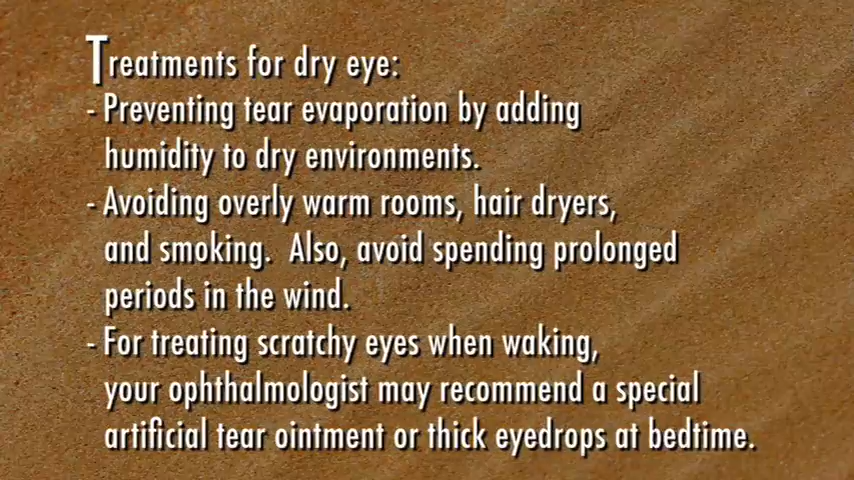 Treatments for dry eye:
- Preventing tear evaporation by adding
humidity to dry environments.
- Avoiding overly warm rooms, hair dryers,
and smoking.  Also, avoid spending prolonged
periods in the wind.
- For treating scratchy eyes when waking,
your ophthalmologist may recommend a special
artificial tear ointment or thick eyedrops at bedtime.